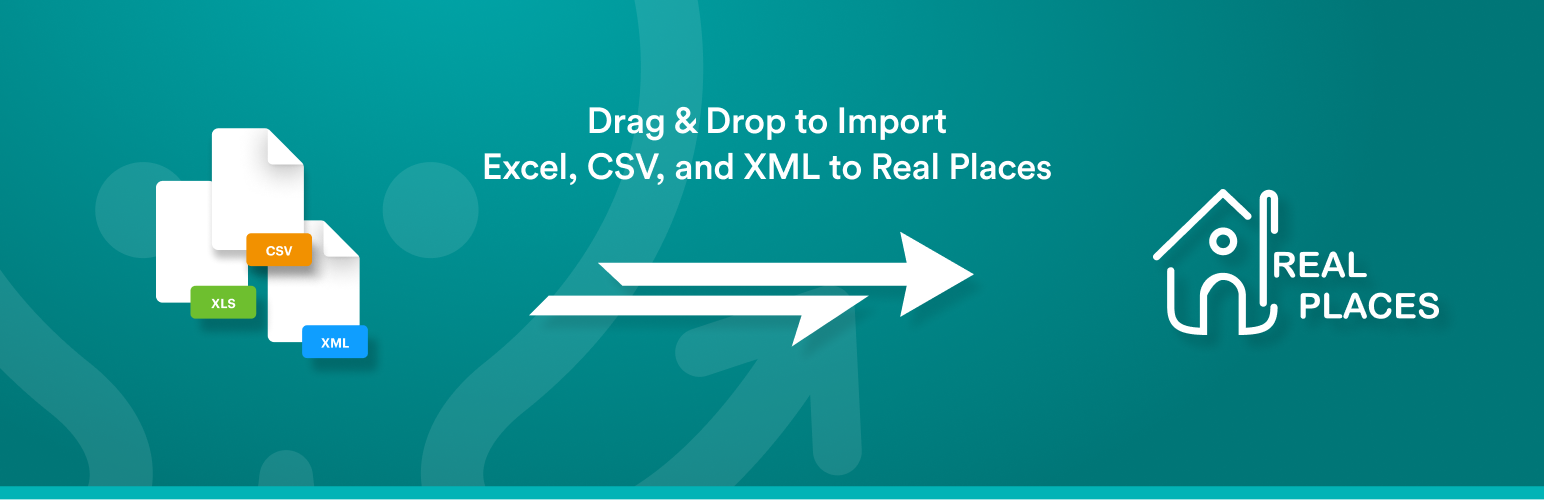 Drag & Drop to Import
Excel, CSV, and XML to Real Places
CSV
XLS
XML
REAL
PLACES